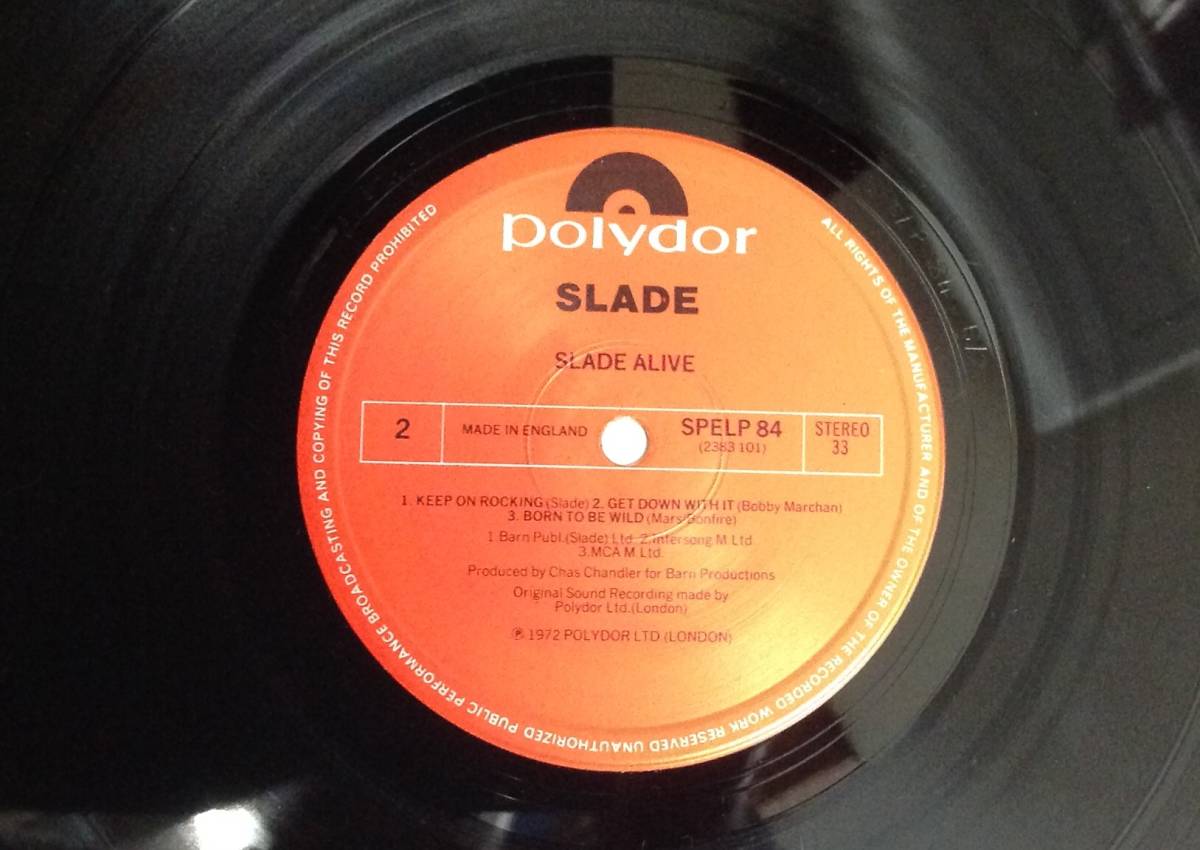 polydor
SLADE
SLADE ALIVE
2
MADE IN ENGLAND
SPELP 84
(2383 101)
STEREO
33
1. KEEP ON ROCKING (Slade) 2. GET DOWN WITH IT (Bobby Marchan)
3. BORN TO BE WILD (Mars Bonfire)
1.Barn Publ.(Slade) Ltd. 2.Intersong M Ltd.
3.MCA M Ltd.
Produced by Chas Chandler for Barn Productions
Original Sound Recording made by
Polydor Ltd.(London)
℗ 1972 POLYDOR LTD (LONDON)
ALL RIGHTS OF THE MANUFACTURER AND OF THE OWNER OF THE RECORDED WORK RESERVED UNAUTHORIZED PUBLIC PERFORMANCE BROADCASTING AND COPYING OF THIS RECORD PROHIBITED